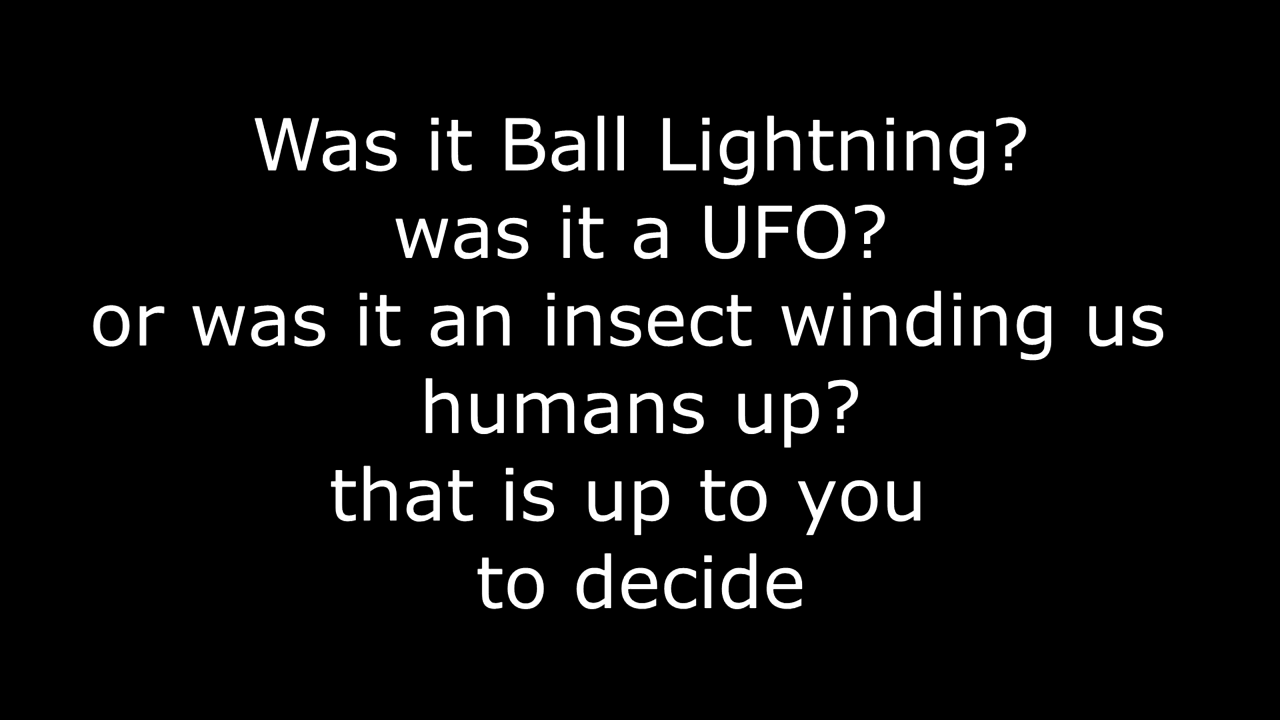 Was it Ball Lightning?
was it a UFO?
or was it an insect winding us
humans up?
that is up to you
to decide